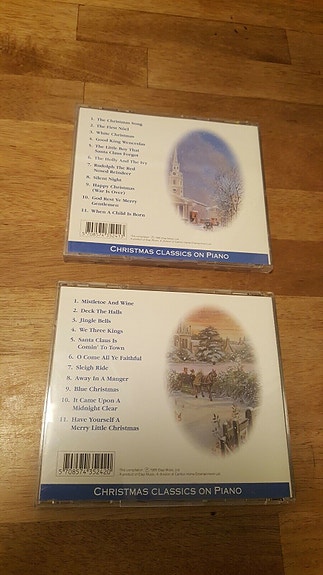 1. The Christmas Song
2. The First Noel
3. White Christmas
4. Good King Wenceslas
5. The Little Boy That
Santa Claus Forgot
6. The Holly And The Ivy
7. Rudolph The Red
Nosed Reindeer
8. Silent Night
9. Happy Christmas
(War Is Over)
10. God Rest Ye Merry
Gentlemen
11. When A Child Is Born
CHRISTMAS CLASSICS ON PIANO
1. Mistletoe And Wine
2. Deck The Halls
3. Jingle Bells
4. We Three Kings
5. Santa Claus Is
Comin' To Town
6. O Come All Ye Faithful
7. Sleigh Ride
8. Away In A Manger
9. Blue Christmas
10. It Came Upon A
Midnight Clear
11. Have Yourself A
Merry Little Christmas
5 708574 352420
CHRISTMAS CLASSICS ON PIANO